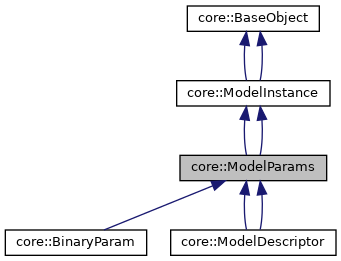 core::BaseObject
core::ModelInstance
core::ModelParams
core::BinaryParam
core::ModelDescriptor